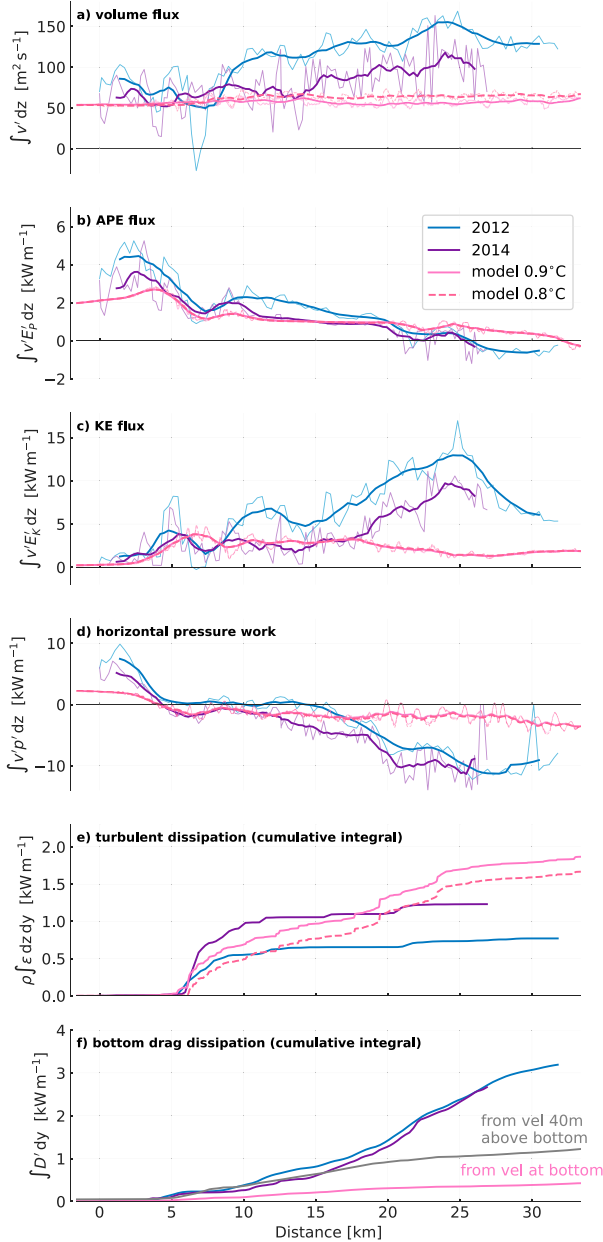 a) volume flux
∫ v′ dz [m² s⁻¹]
150
100
50
0
b) APE flux
∫ v′E′ₚ dz [kW m⁻¹]
6
4
2
0
−2
2012
2014
model 0.9°C
model 0.8°C
c) KE flux
∫ v′Eₖ dz [kW m⁻¹]
15
10
5
0
d) horizontal pressure work
∫ v′p′ dz [kW m⁻¹]
10
0
−10
e) turbulent dissipation (cumulative integral)
ρ ∫ ε dz dy [kW m⁻¹]
2.0
1.5
1.0
0.5
0.0
f) bottom drag dissipation (cumulative integral)
∫ D′ dy [kW m⁻¹]
4
3
2
1
0
from vel 40m
above bottom
from vel at bottom
0 5 10 15 20 25 30
Distance [km]